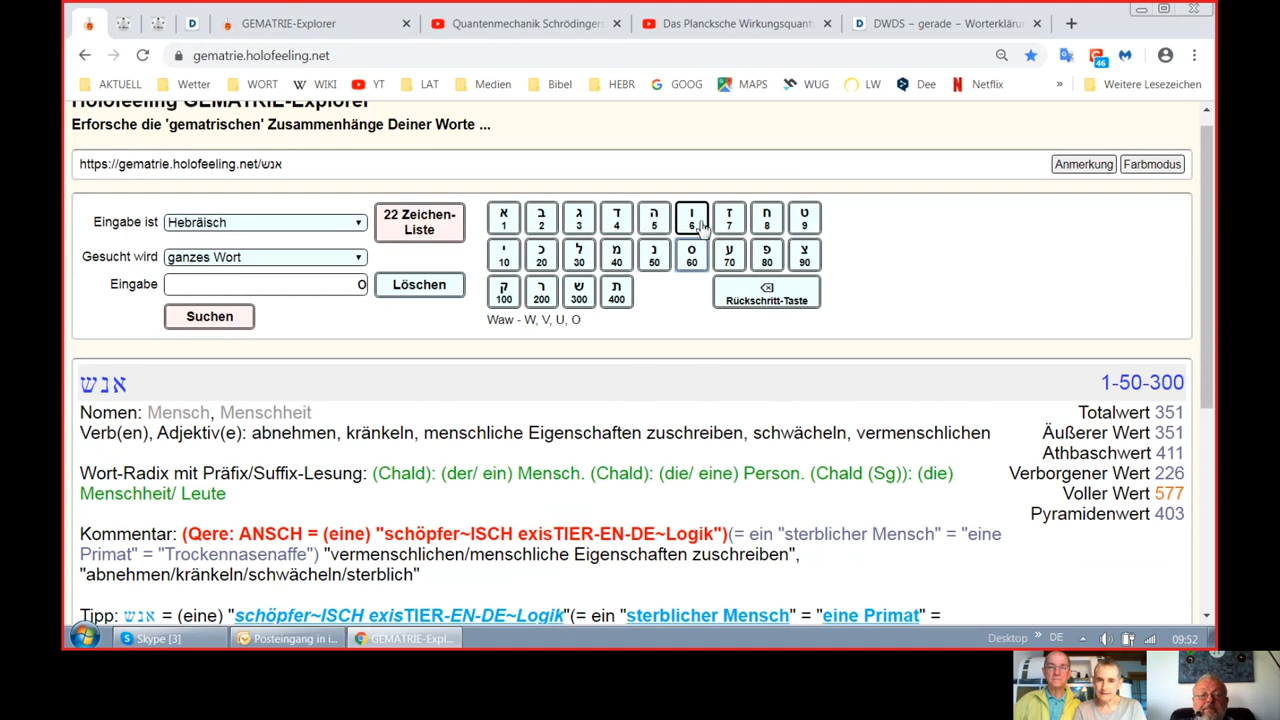 GEMATRIE-Explorer
Quantenmechanik Schrödingers
Das Plancksche Wirkungsquant
DWDS – gerade – Worterklärun
gematrie.holofeeling.net
46
AKTUELL Wetter WORT WIKI YT LAT Medien Bibel HEBR GOOG MAPS WUG LW Dee Netflix » Weitere Lesezeichen
Holofeeling GEMATRIE-Explorer
Erforsche die 'gematrischen' Zusammenhänge Deiner Worte ...
https://gematrie.holofeeling.net/אנש
Anmerkung Farbmodus
Eingabe ist Hebräisch
22 Zeichen-
Liste
Gesucht wird ganzes Wort
Eingabe ס
Löschen
Suchen
א ב ג ד ה ו ז ח ט
1 2 3 4 5 6 7 8 9
י כ ל מ נ ס ע פ צ
10 20 30 40 50 60 70 80 90
ק ר ש ת
100 200 300 400 Rückschritt-Taste
Waw - W, V, U, O
אנש 1-50-300
Nomen: Mensch, Menschheit
Verb(en), Adjektiv(e): abnehmen, kränkeln, menschliche Eigenschaften zuschreiben, schwächeln, vermenschlichen
Wort-Radix mit Präfix/Suffix-Lesung: (Chald): (der/ ein) Mensch. (Chald): (die/ eine) Person. (Chald (Sg)): (die)
Menschheit/ Leute
Kommentar: (Qere: ANSCH = (eine) "schöpfer~ISCH exisTIER-EN-DE~Logik")(= ein "sterblicher Mensch" = "eine
Primat" = "Trockennasenaffe") "vermenschlichen/menschliche Eigenschaften zuschreiben",
"abnehmen/kränkeln/schwächeln/sterblich"
Tipp: אנש = (eine) "schöpfer~ISCH exisTIER-EN-DE~Logik"(= ein "sterblicher Mensch" = "eine Primat" =
Totalwert 351
Äußerer Wert 351
Athbaschwert 411
Verborgener Wert 226
Voller Wert 577
Pyramidenwert 403
Skype [3]
Posteingang in i...
GEMATRIE-Expl...
Desktop » DE 09:52